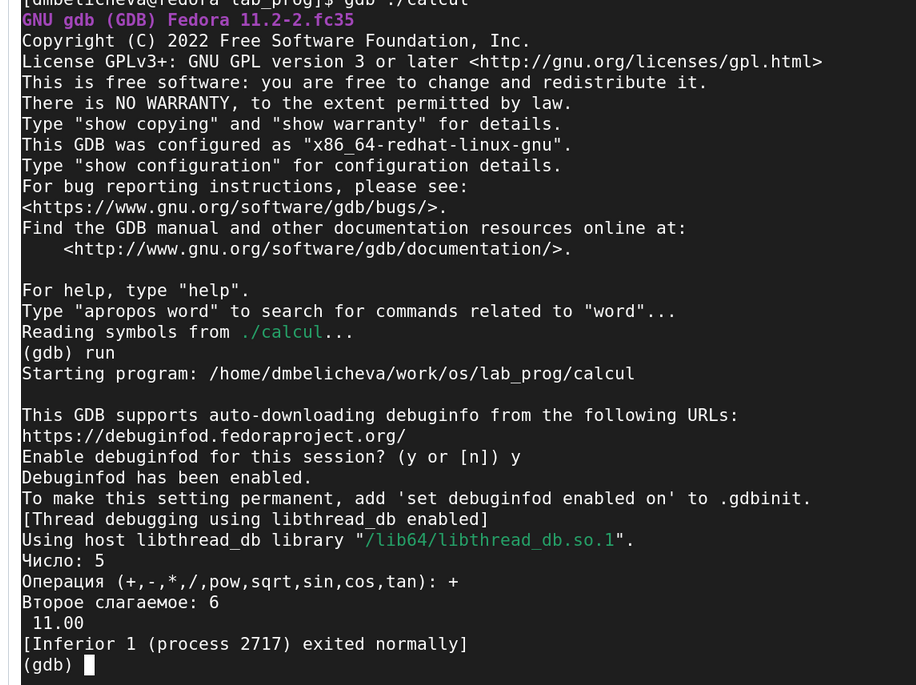 [dmbelicheva@fedora lab_prog]$ gdb ./calcul
GNU gdb (GDB) Fedora 11.2-2.fc35
Copyright (C) 2022 Free Software Foundation, Inc.
License GPLv3+: GNU GPL version 3 or later <http://gnu.org/licenses/gpl.html>
This is free software: you are free to change and redistribute it.
There is NO WARRANTY, to the extent permitted by law.
Type "show copying" and "show warranty" for details.
This GDB was configured as "x86_64-redhat-linux-gnu".
Type "show configuration" for configuration details.
For bug reporting instructions, please see:
<https://www.gnu.org/software/gdb/bugs/>.
Find the GDB manual and other documentation resources online at:
    <http://www.gnu.org/software/gdb/documentation/>.

For help, type "help".
Type "apropos word" to search for commands related to "word"...
Reading symbols from ./calcul...
(gdb) run
Starting program: /home/dmbelicheva/work/os/lab_prog/calcul

This GDB supports auto-downloading debuginfo from the following URLs:
https://debuginfod.fedoraproject.org/
Enable debuginfod for this session? (y or [n]) y
Debuginfod has been enabled.
To make this setting permanent, add 'set debuginfod enabled on' to .gdbinit.
[Thread debugging using libthread_db enabled]
Using host libthread_db library "/lib64/libthread_db.so.1".
Число: 5
Операция (+,-,*,/,pow,sqrt,sin,cos,tan): +
Второе слагаемое: 6
 11.00
[Inferior 1 (process 2717) exited normally]
(gdb)